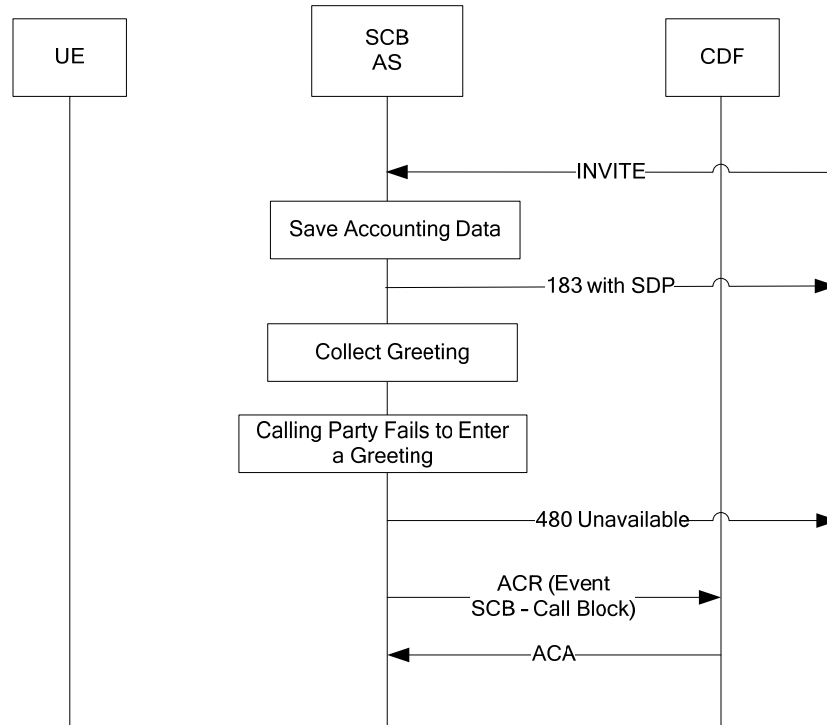 UE
SCB
AS
CDF
INVITE
Save Accounting Data
183 with SDP
Collect Greeting
Calling Party Fails to Enter
a Greeting
480 Unavailable
ACR (Event
SCB - Call Block)
ACA